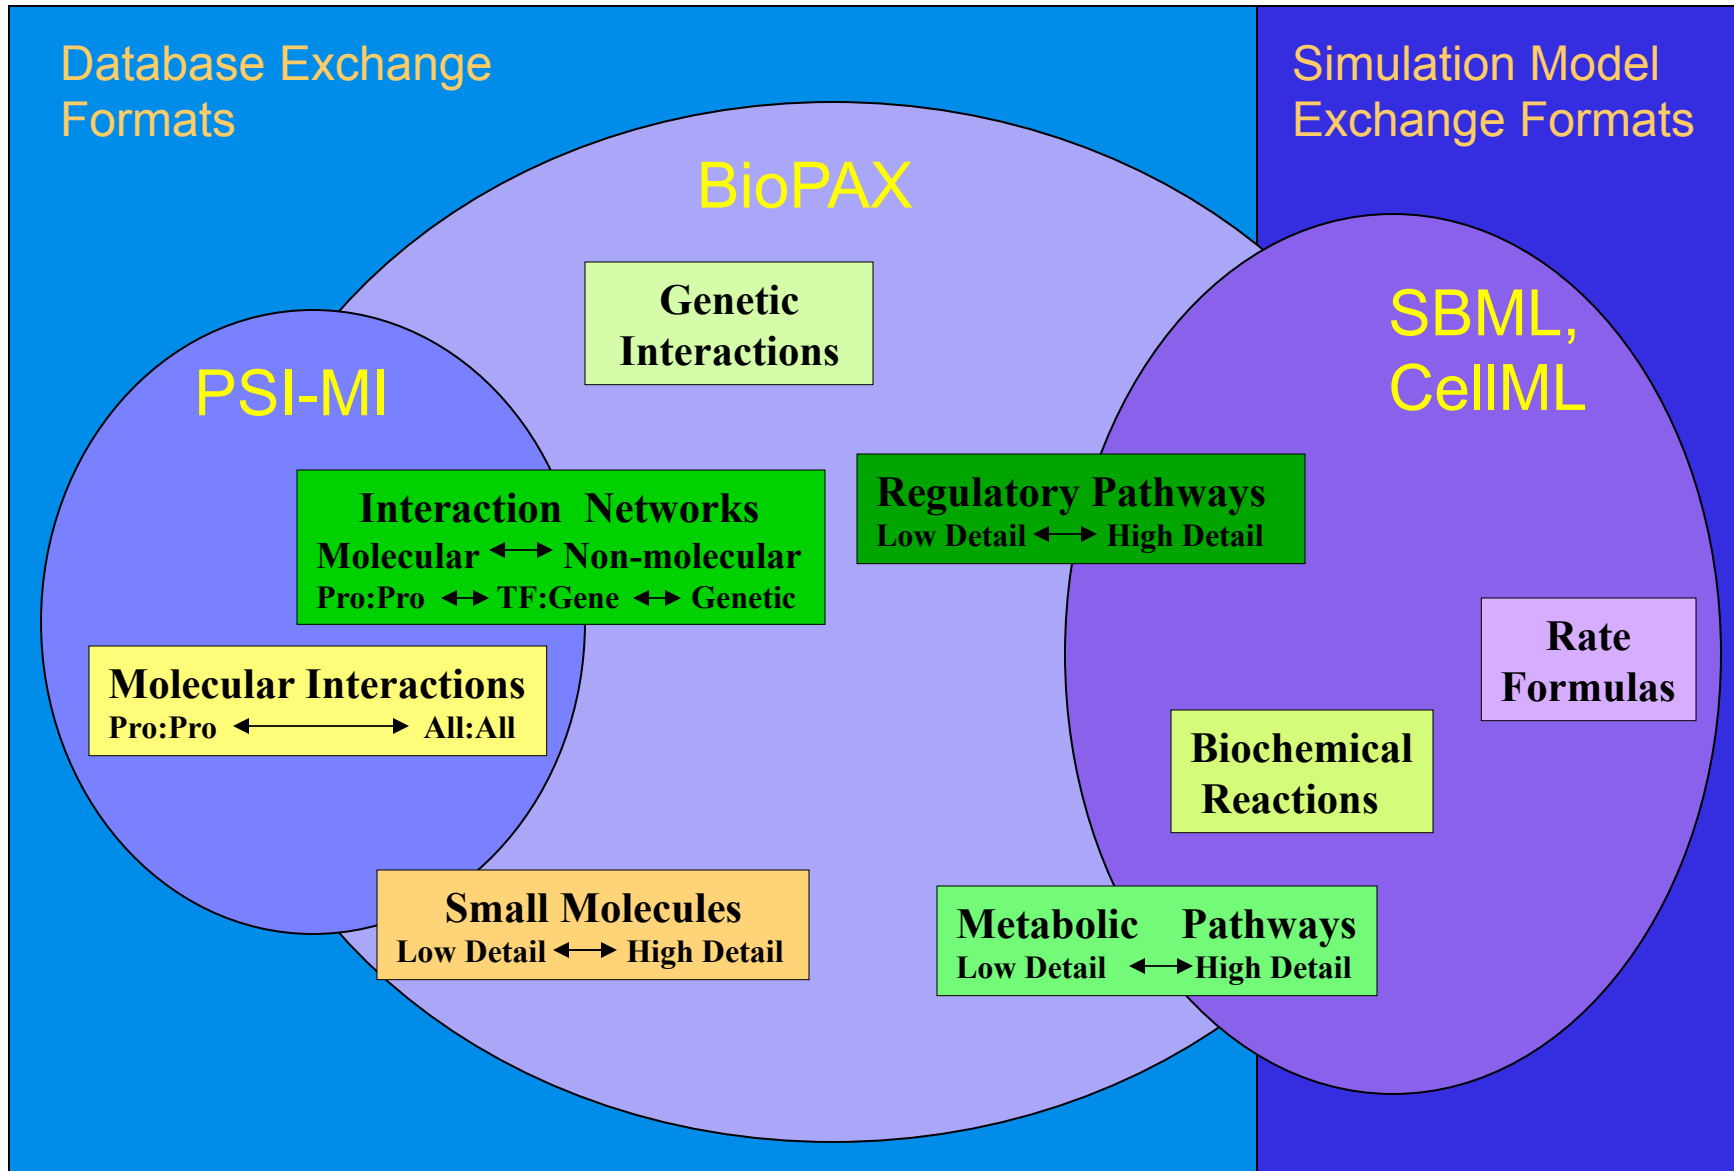 Database Exchange
Formats
Simulation Model
Exchange Formats
BioPAX
Genetic
Interactions
SBML,
CellML
PSI-MI
Interaction Networks
Molecular Non-molecular
Pro:Pro TF:Gene Genetic
Regulatory Pathways
Low Detail High Detail
Rate
Formulas
Molecular Interactions
Pro:Pro All:All
Biochemical
Reactions
Small Molecules
Low Detail High Detail
Metabolic Pathways
Low Detail High Detail